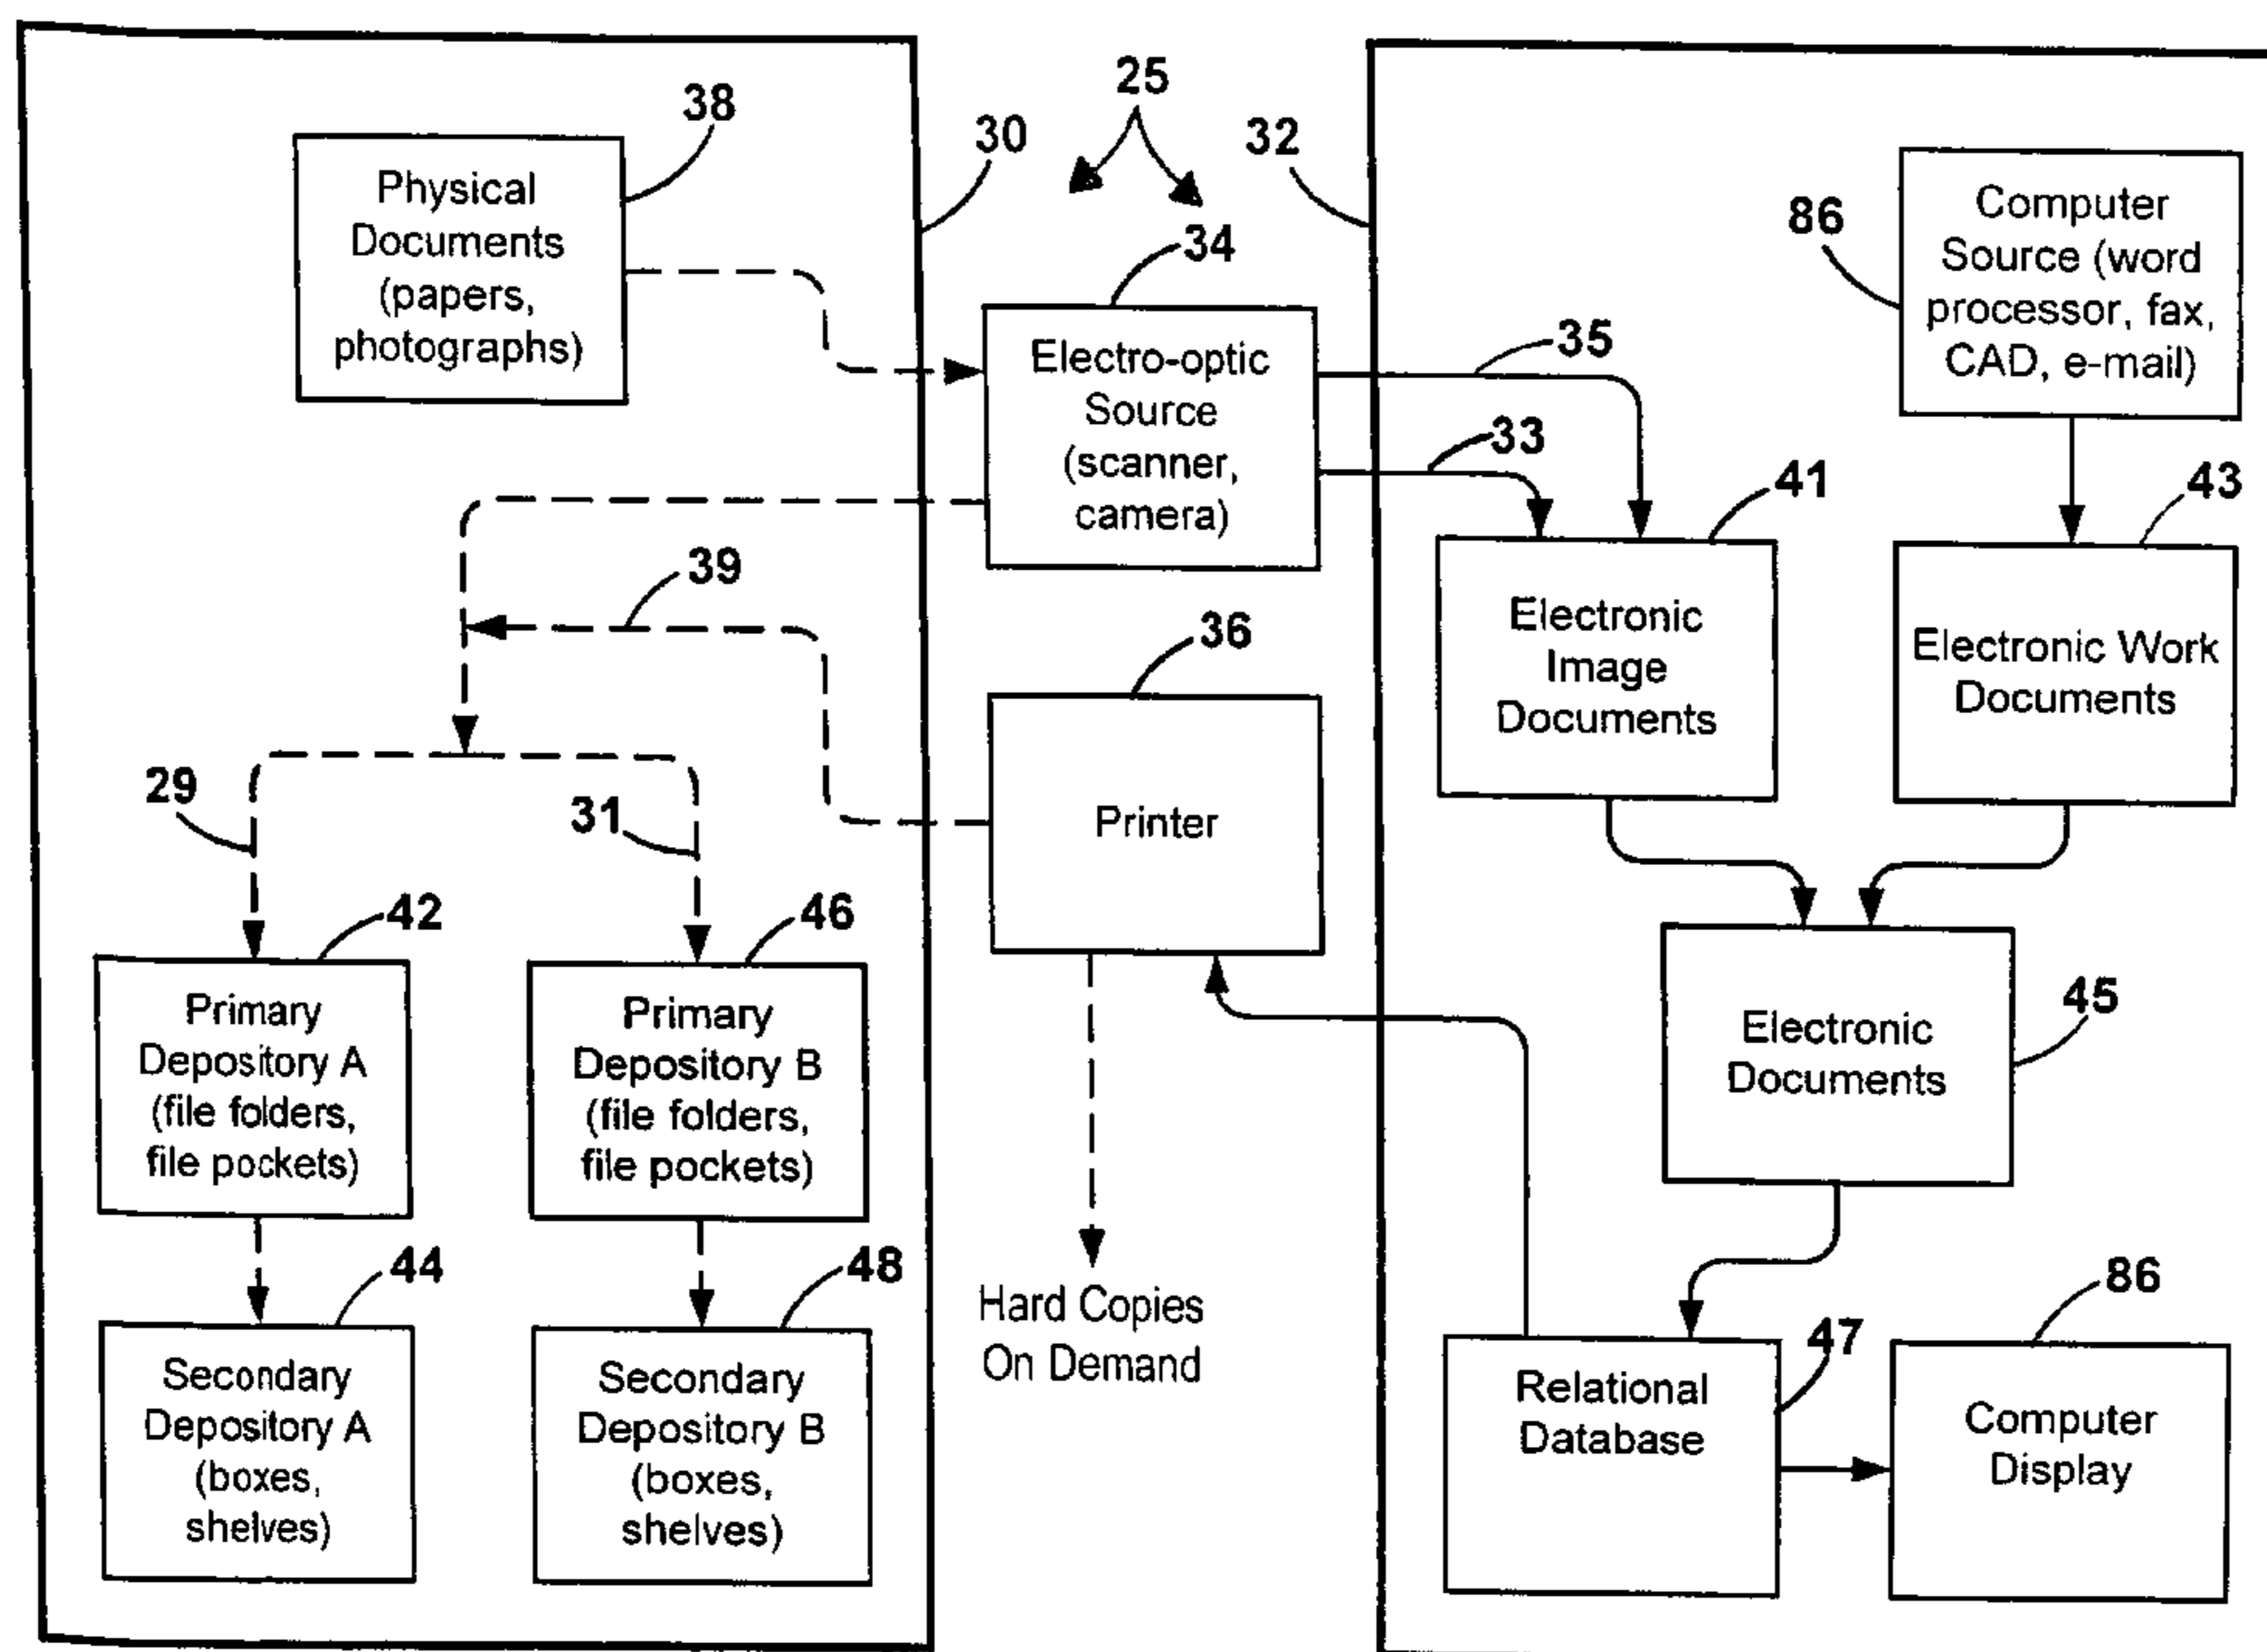 25
38
30
32
Physical
Documents
(papers,
photographs)
34
Electro-optic
Source
(scanner,
camera)
35
33
86
Computer
Source (word
processor, fax,
CAD, e-mail)
41
Electronic
Image
Documents
43
Electronic Work
Documents
39
36
Printer
29
31
42
Primary
Depository A
(file folders,
file pockets)
46
Primary
Depository B
(file folders,
file pockets)
45
Electronic
Documents
44
Secondary
Depository A
(boxes,
shelves)
48
Secondary
Depository B
(boxes,
shelves)
Hard Copies
On Demand
47
Relational
Database
86
Computer
Display